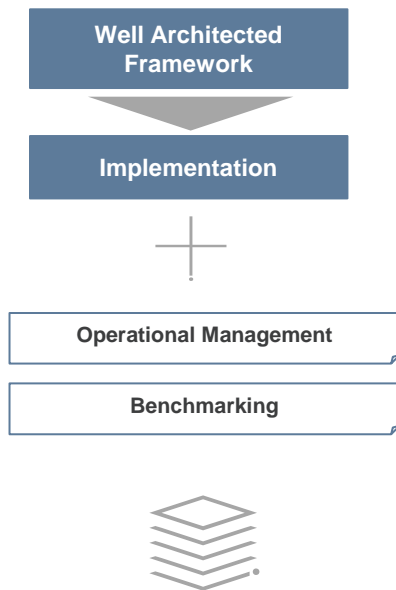 Well Architected
Framework
Implementation
Operational Management
Benchmarking